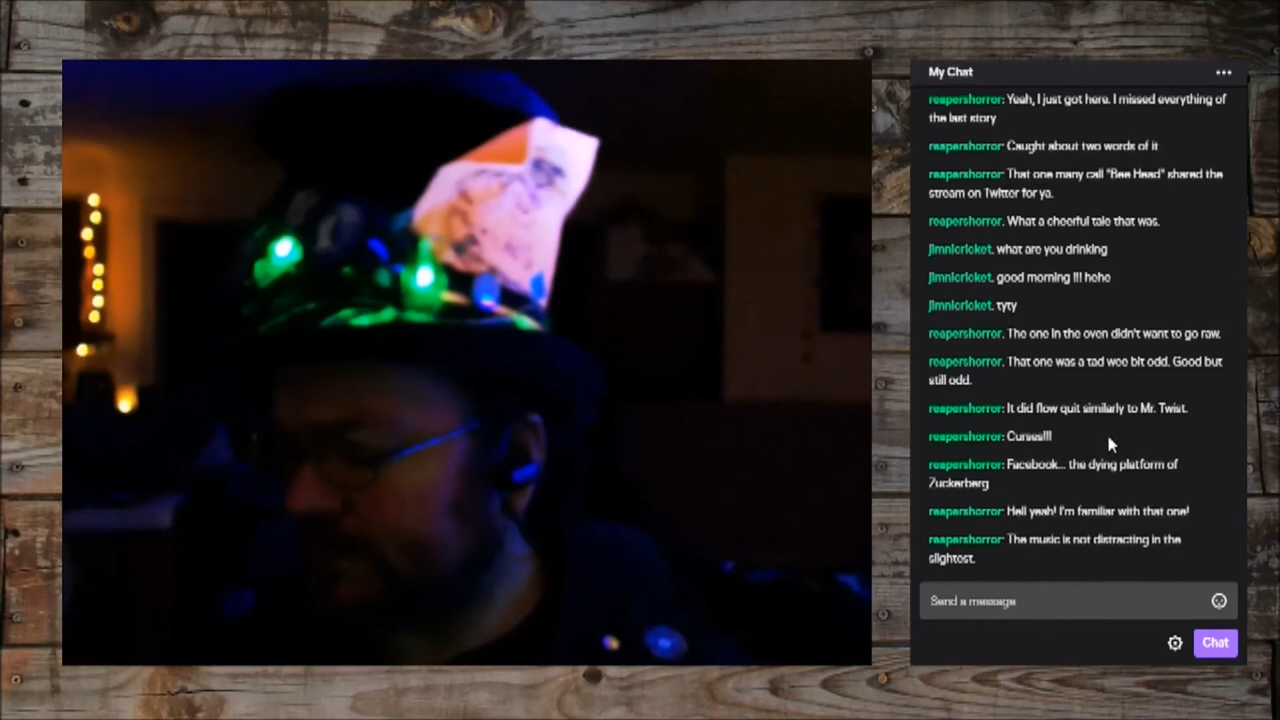 My Chat
reapershorror: Yeah, I just got here. I missed everything of
the last story
reapershorror: Caught about two words of it
reapershorror: That one many call "Bee Head" shared the
stream on Twitter for ya.
reapershorror: What a cheerful tale that was.
jimnicricket: what are you drinking
jimnicricket: good morning !!! hehe
jimnicricket: tyty
reapershorror: The one in the oven didn't want to go raw.
reapershorror: That one was a tad wee bit odd. Good but
still odd.
reapershorror: It did flow quit similarly to Mr. Twist.
reapershorror: Curses!!!
reapershorror: Facebook... the dying platform of
Zuckerberg
reapershorror: Hell yeah! I'm familiar with that one!
reapershorror: The music is not distracting in the
slightest.
Send a message
Chat